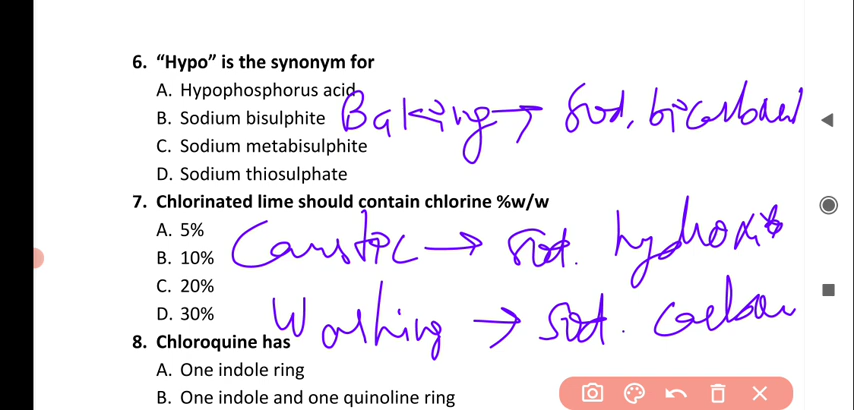 6. “Hypo” is the synonym for
A. Hypophosphorus acid
B. Sodium bisulphite
Baking → Sod. bicarbonat
C. Sodium metabisulphite
D. Sodium thiosulphate
7. Chlorinated lime should contain chlorine %w/w
A. 5%
B. 10%
Caustic → Sod. hydroxi
C. 20%
D. 30%
Washing → Sod. Carbon
8. Chloroquine has
A. One indole ring
B. One indole and one quinoline ring